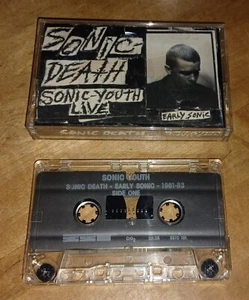 SONIC
DEATH
SONIC-YOUTH
LIVE
EARLY SONIC
SONIC DEATH
SONIC YOUTH
SONIC DEATH - EARLY SONIC - 1981-83
SIDE ONE